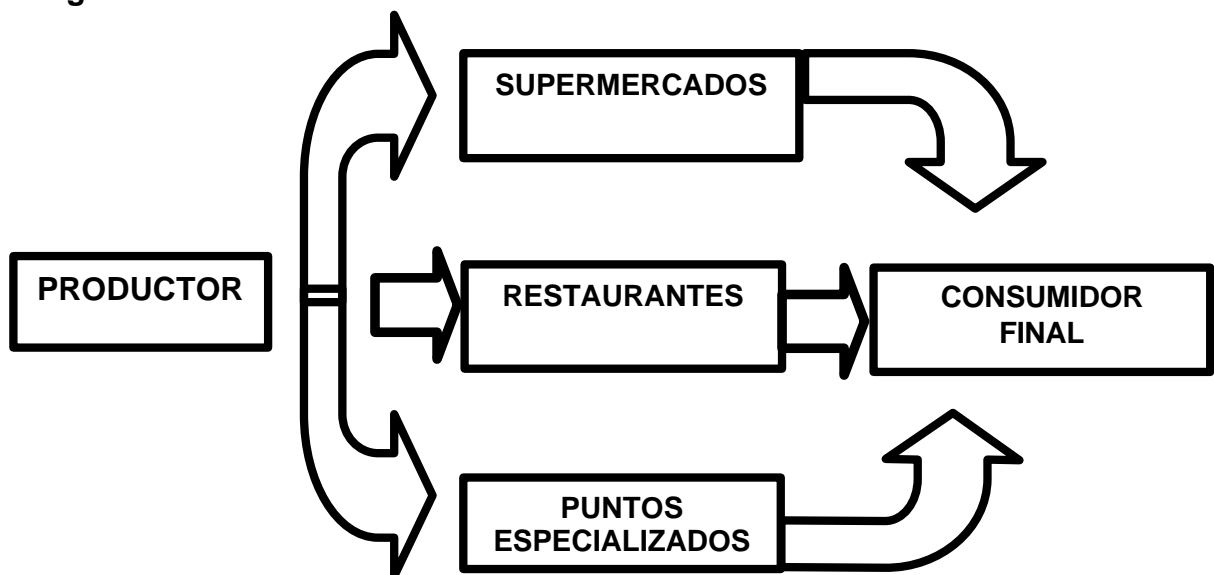 SUPERMERCADOS
PRODUCTOR
RESTAURANTES
CONSUMIDOR
FINAL
PUNTOS
ESPECIALIZADOS